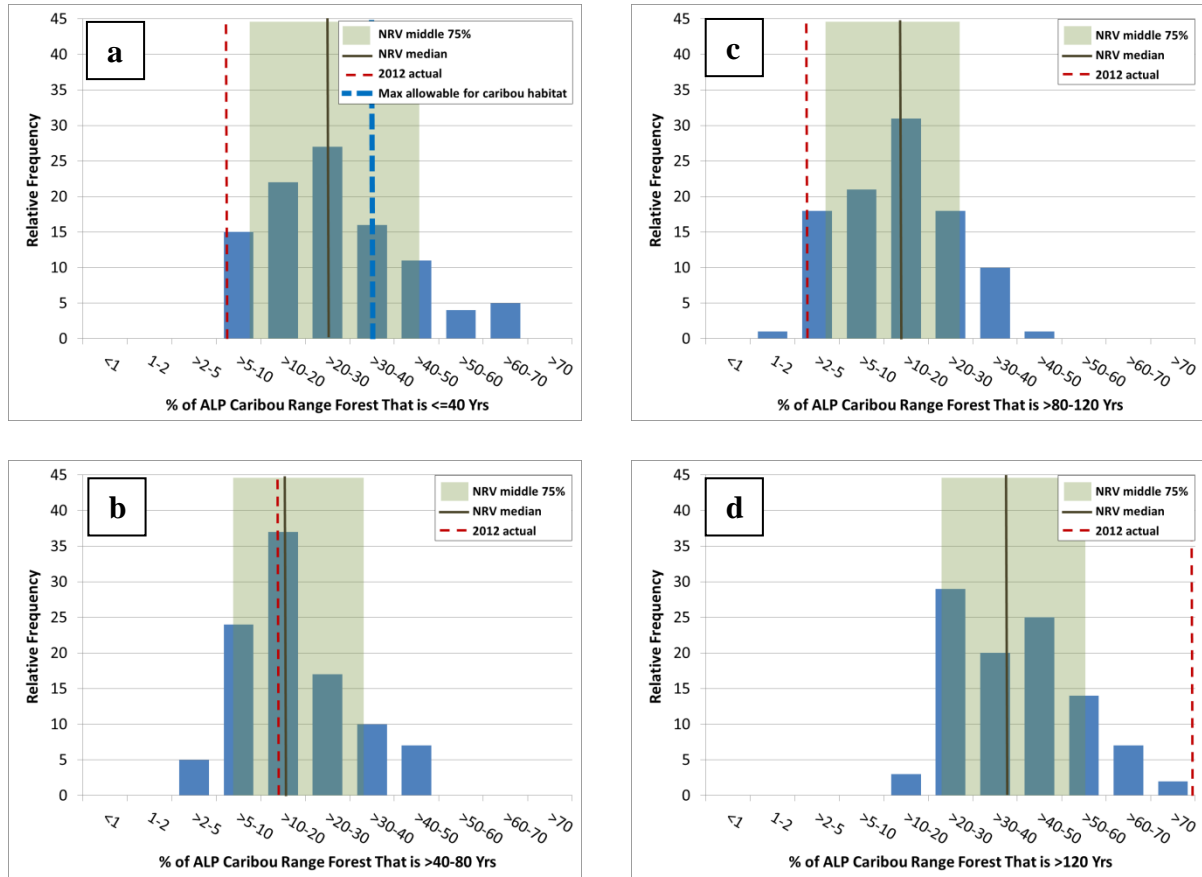 a
NRV middle 75%
NRV median
2012 actual
Max allowable for caribou habitat
Relative Frequency
45
40
35
30
25
20
15
10
5
0
<1 1-2 >2-5 >5-10 >10-20 >20-30 >30-40 >40-50 >50-60 >60-70 >70
% of ALP Caribou Range Forest That is <=40 Yrs
c
NRV middle 75%
NRV median
2012 actual
Relative Frequency
45
40
35
30
25
20
15
10
5
0
<1 1-2 >2-5 >5-10 >10-20 >20-30 >30-40 >40-50 >50-60 >60-70 >70
% of ALP Caribou Range Forest That is >80-120 Yrs
b
NRV middle 75%
NRV median
2012 actual
Relative Frequency
45
40
35
30
25
20
15
10
5
0
<1 1-2 >2-5 >5-10 >10-20 >20-30 >30-40 >40-50 >50-60 >60-70 >70
% of ALP Caribou Range Forest That is >40-80 Yrs
d
NRV middle 75%
NRV median
2012 actual
Relative Frequency
45
40
35
30
25
20
15
10
5
0
<1 1-2 >2-5 >5-10 >10-20 >20-30 >30-40 >40-50 >50-60 >60-70 >70
% of ALP Caribou Range Forest That is >120 Yrs